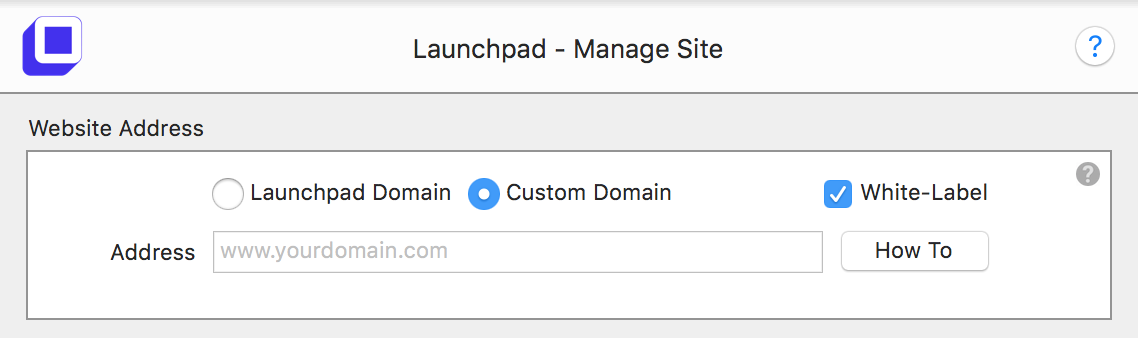 Launchpad - Manage Site
?
Website Address
?
Launchpad Domain Custom Domain White-Label
Address www.yourdomain.com How To